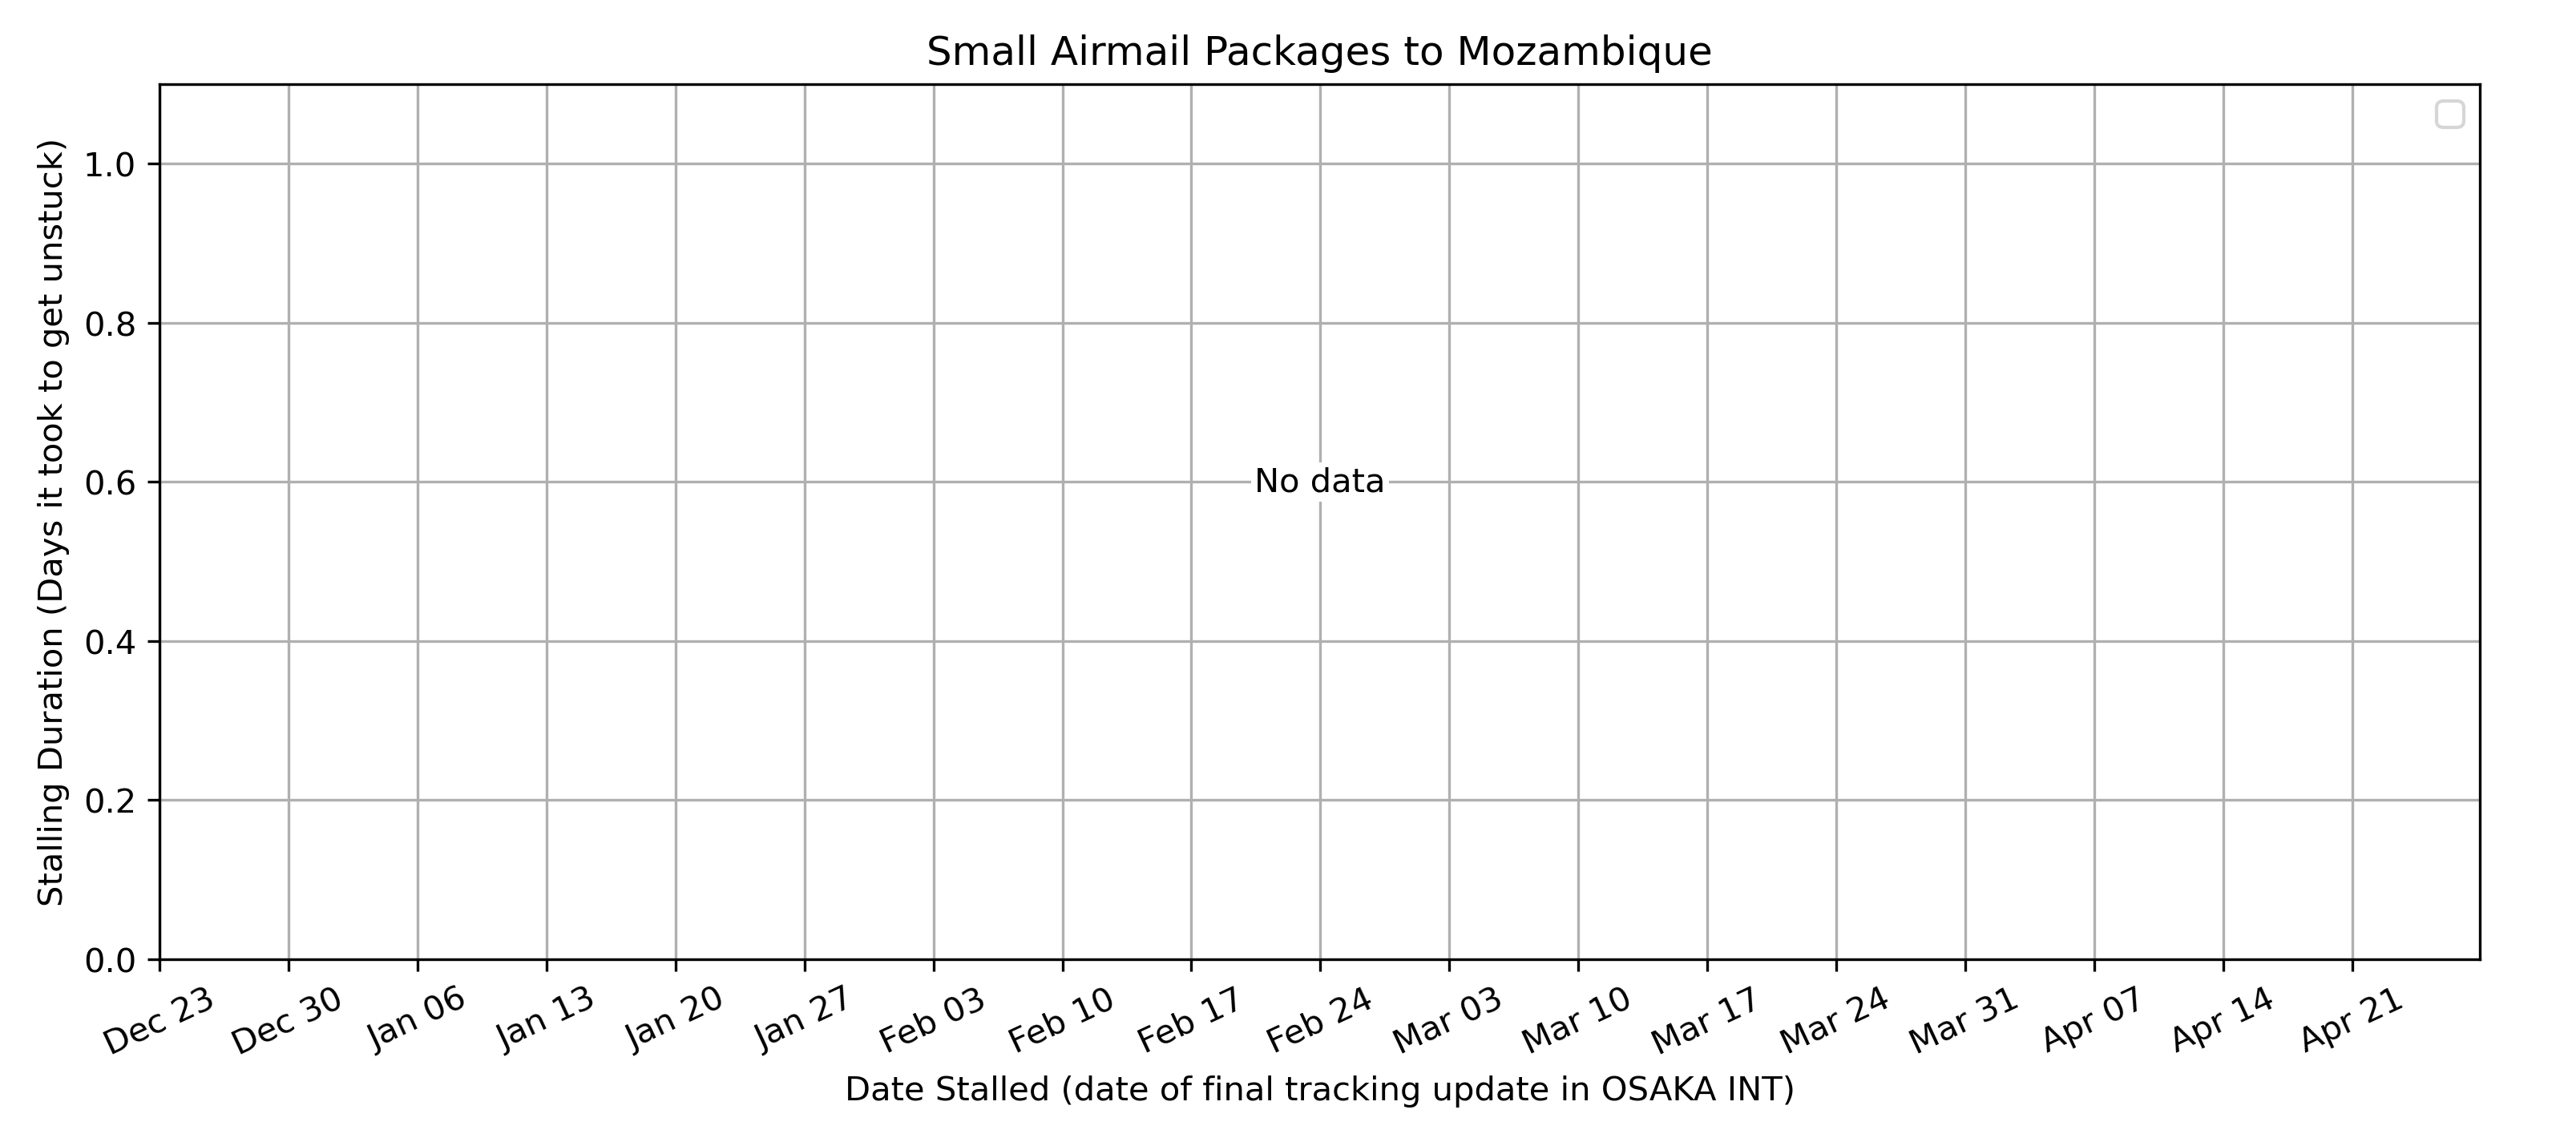 Small Airmail Packages to Mozambique
Stalling Duration (Days it took to get unstuck)
1.0
0.8
0.6
0.4
0.2
0.0
No data
Dec 23
Dec 30
Jan 06
Jan 13
Jan 20
Jan 27
Feb 03
Feb 10
Feb 17
Feb 24
Mar 03
Mar 10
Mar 17
Mar 24
Mar 31
Apr 07
Apr 14
Apr 21
Date Stalled (date of final tracking update in OSAKA INT)